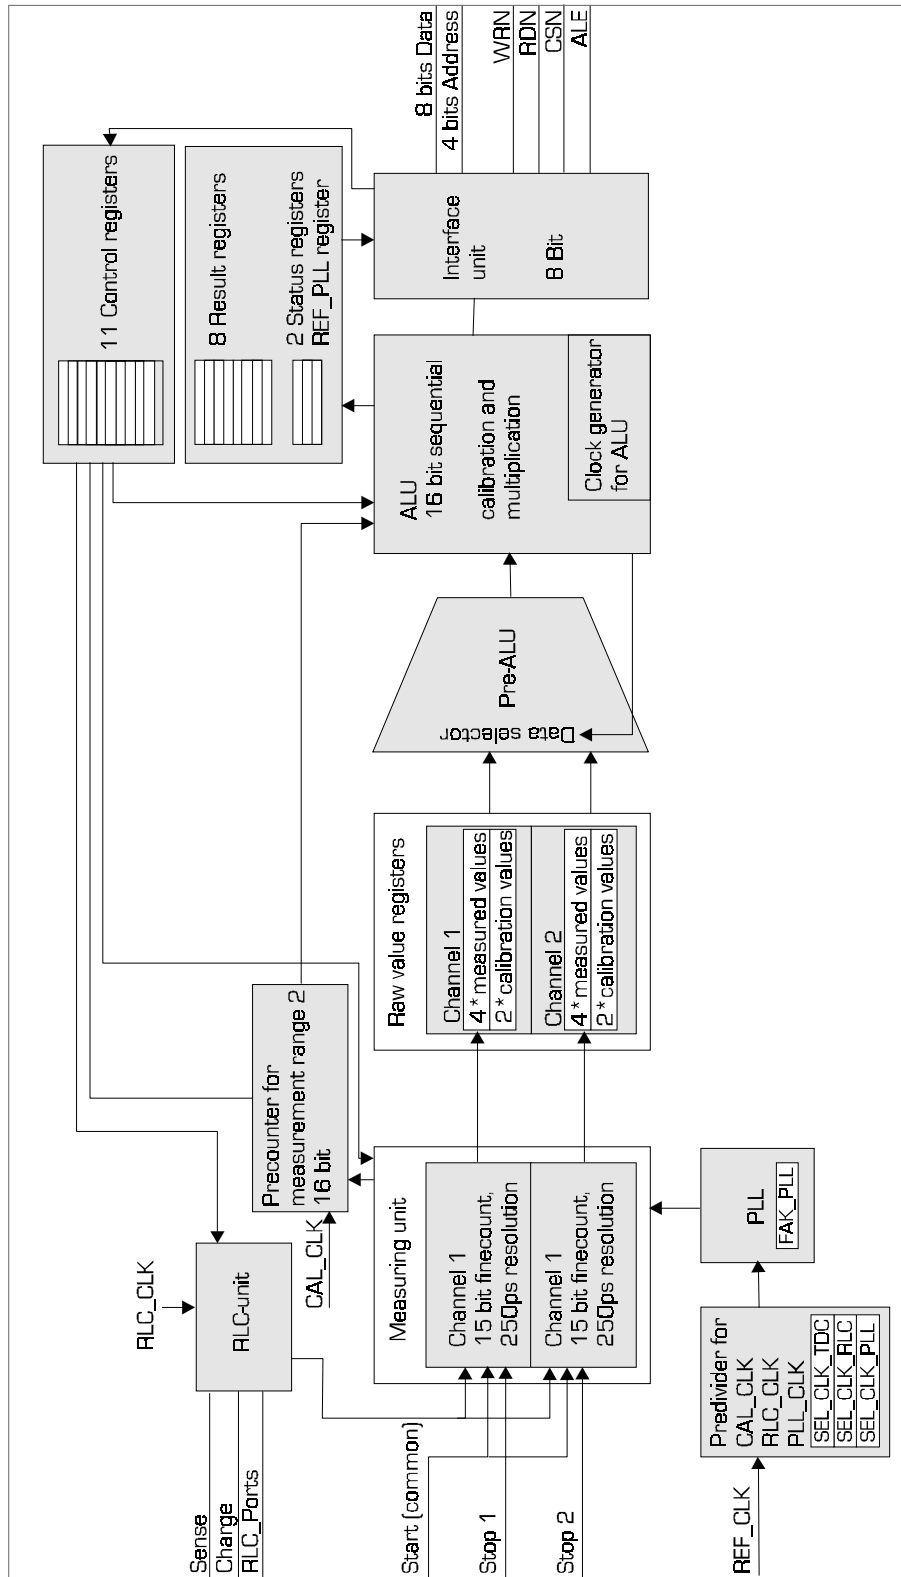 Sense
Charge
RLC_Ports
RLC_CLK
RLC-unit
11 Control registers
8 Result registers
2 Status registers
REF_PLL register
Precounter for
measurement range 2
16 bit
CAL_CLK
Start (common)
Stop 1
Stop 2
Measuring unit
Channel 1
15 bit finecount,
250ps resolution
Channel 1
15 bit finecount,
250ps resolution
Raw value registers
Channel 1
4*measured values
2*calibration values
Channel 2
4*measured values
2*calibration values
Data selector
Pre-ALU
ALU
16 bit sequential
calibration and
multiplication
Clock generator
for ALU
Interface
unit
8 Bit
8 bits Data
4 bits Address
WRN
RDN
CSN
ALE
REF_CLK
Predivider for
CAL_CLK
RLC_CLK
PLL_CLK
SEL_CLK_TDC
SEL_CLK_RLC
SEL_CLK_PLL
PLL
FAK_PLL